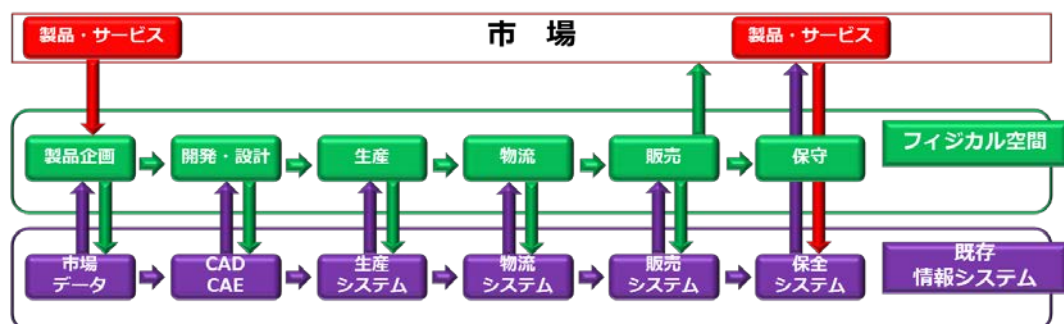 製品・サービス
市　場
製品・サービス
製品企画
開発・設計
生産
物流
販売
保守
フィジカル空間
市場
データ
CAD
CAE
生産
システム
物流
システム
販売
システム
保全
システム
既存
情報システム